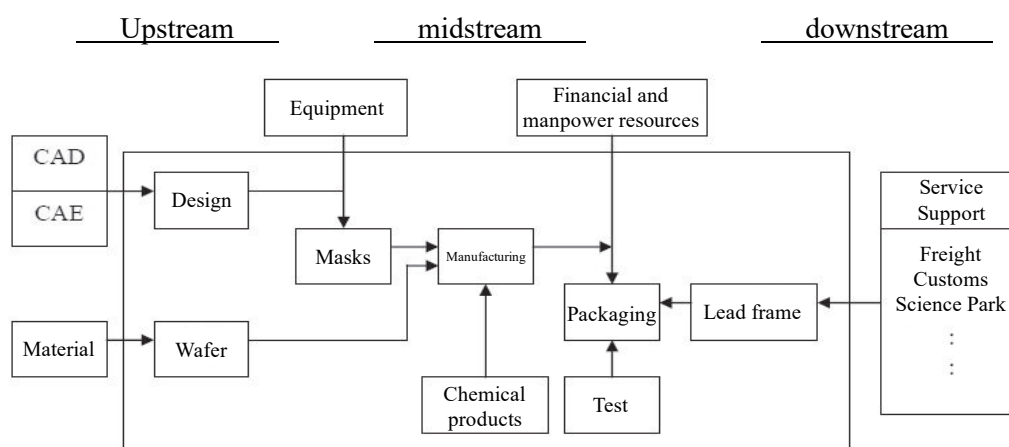 Upstream
midstream
downstream
Equipment
Financial and
manpower resources
CAD
CAE
Design
Service
Support
Masks
Manufacturing
Freight
Customs
Science Park
:
:
Packaging
Lead frame
Material
Wafer
Chemical
products
Test